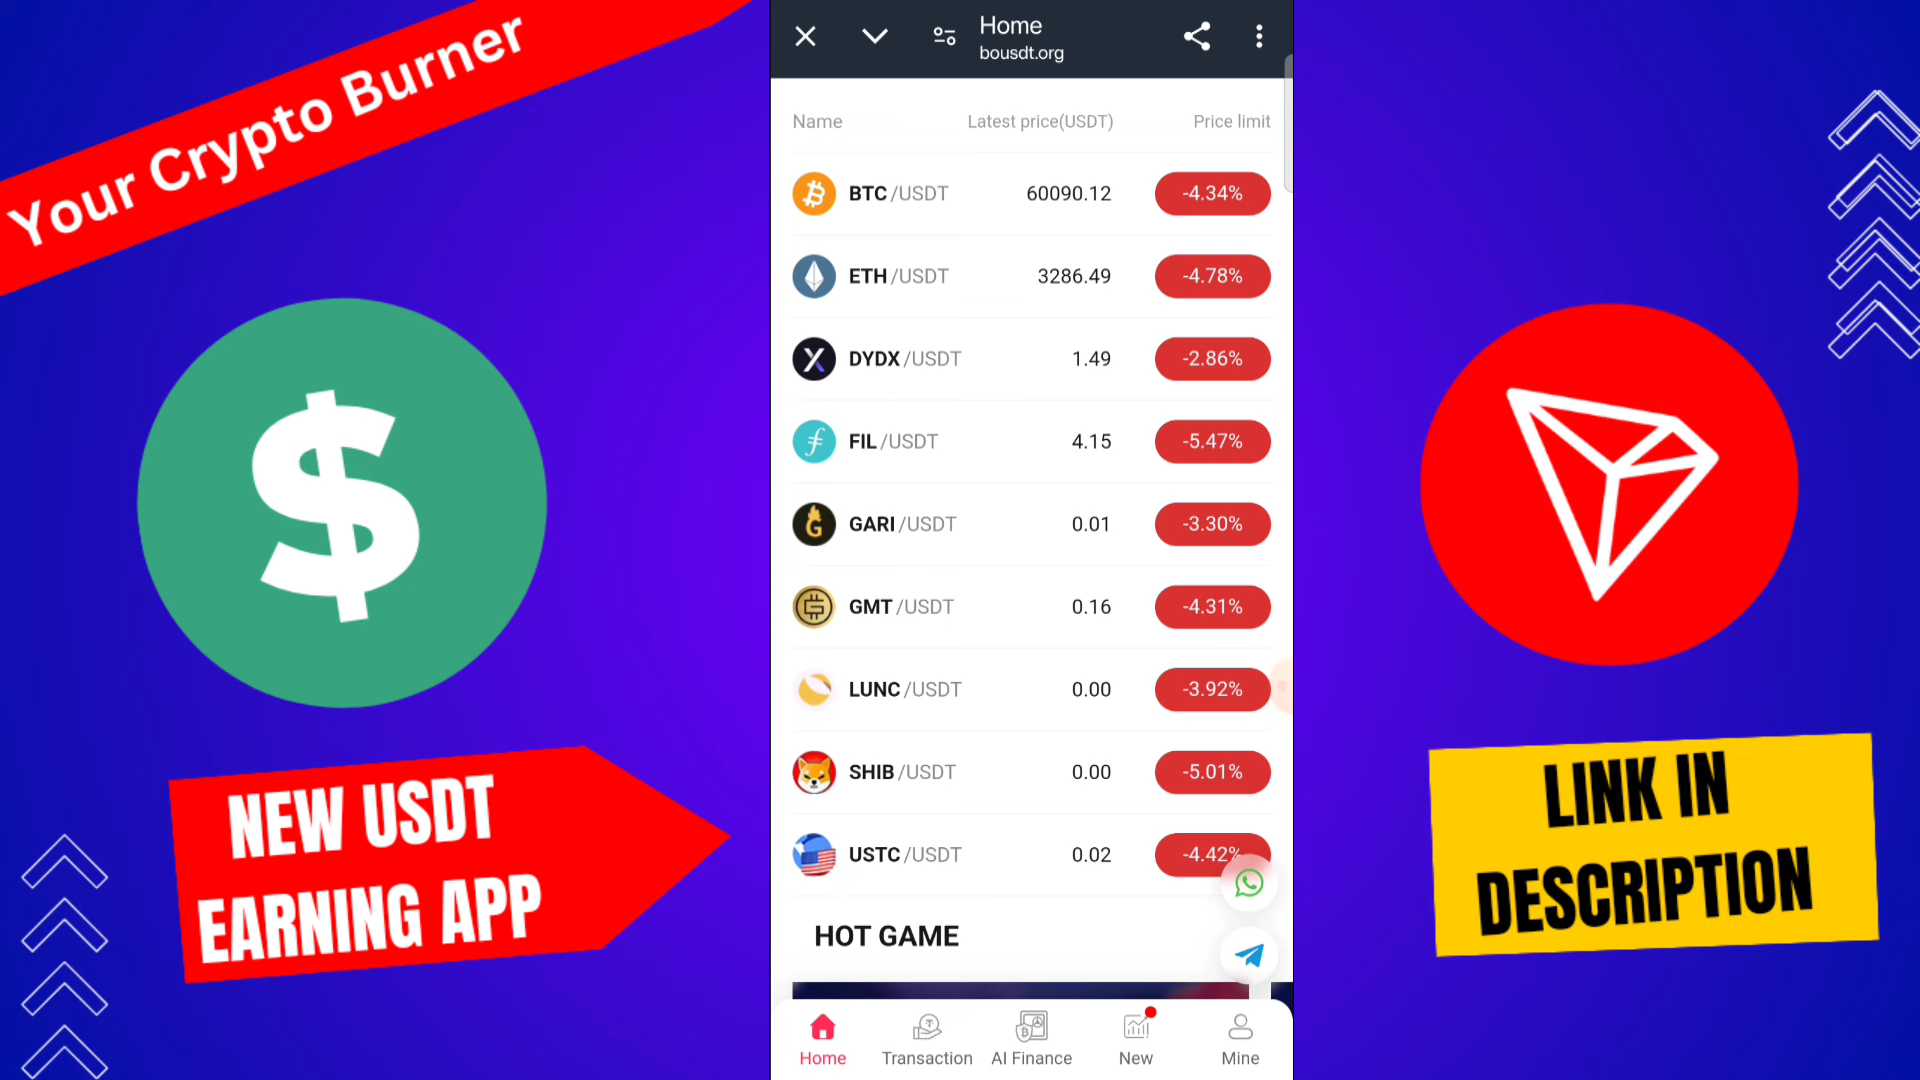 Your Crypto Burner
NEW USDT
EARNING APP
Home
bousdt.org
Name Latest price(USDT) Price limit
BTC/USDT 60090.12 -4.34%
ETH/USDT 3286.49 -4.78%
DYDX/USDT 1.49 -2.86%
FIL/USDT 4.15 -5.47%
GARI/USDT 0.01 -3.30%
GMT/USDT 0.16 -4.31%
LUNC/USDT 0.00 -3.92%
SHIB/USDT 0.00 -5.01%
USTC/USDT 0.02 -4.42%
HOT GAME
Home Transaction AI Finance New Mine
LINK IN
DESCRIPTION